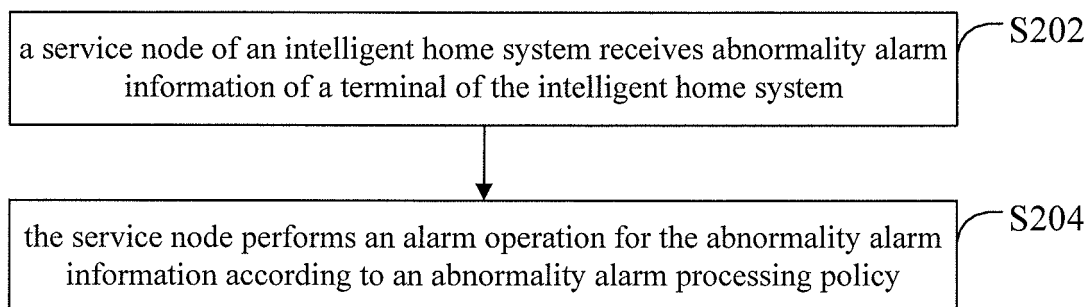 a service node of an intelligent home system receives abnormality alarm
information of a terminal of the intelligent home system
S202
the service node performs an alarm operation for the abnormality alarm
information according to an abnormality alarm processing policy
S204